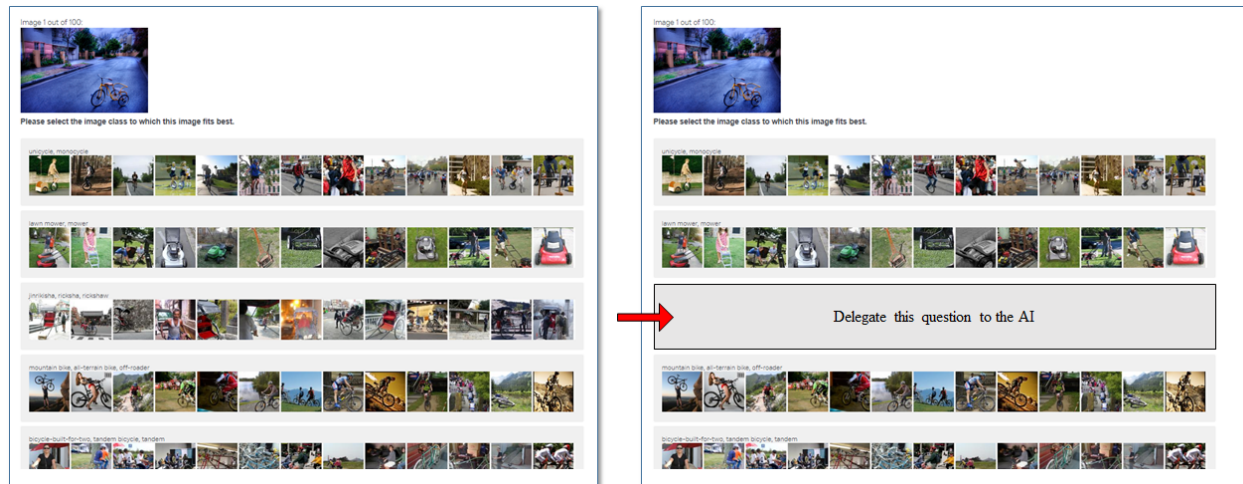 Image 1 out of 100:
Please select the image class to which this image fits best.
unicycle, monocycle
lawn mower, mower
jinrikisha, ricksha, rickshaw
mountain bike, all-terrain bike, off-roader
bicycle-built-for-two, tandem bicycle, tandem
Image 1 out of 100:
Please select the image class to which this image fits best.
unicycle, monocycle
lawn mower, mower
Delegate this question to the AI
mountain bike, all-terrain bike, off-roader
bicycle-built-for-two, tandem bicycle, tandem